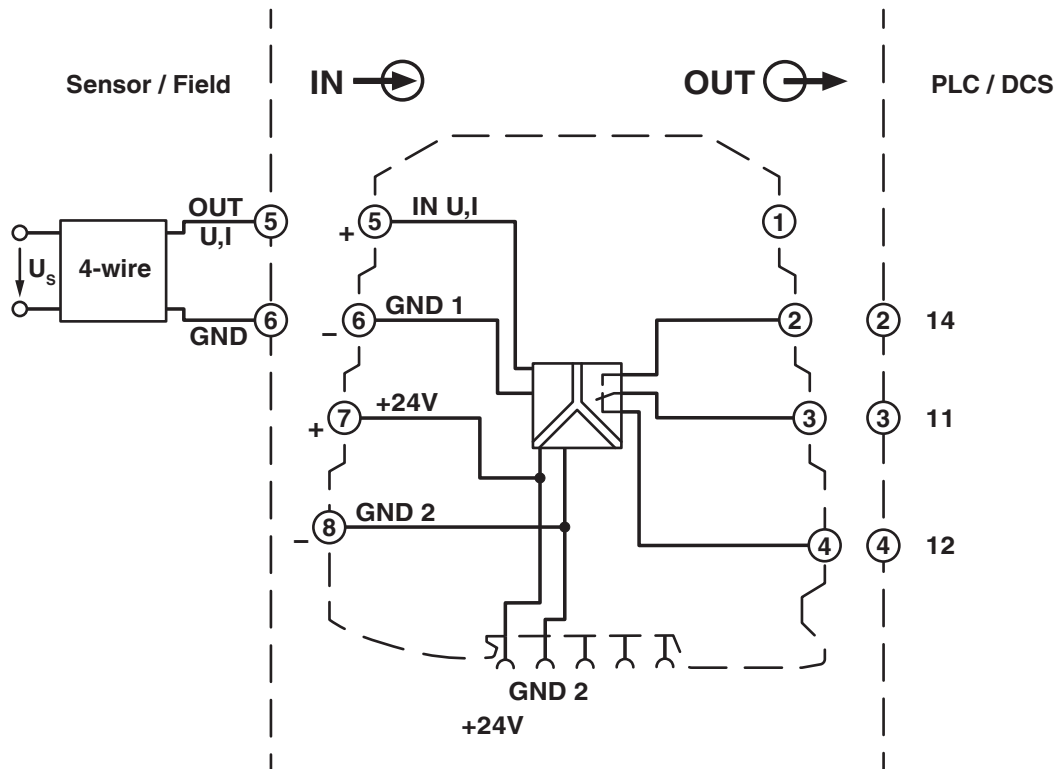 Sensor / Field
IN
OUT
PLC / DCS
OUT
5
U,I
U
S
4-wire
6
GND
5
IN U,I
+
1
6
GND 1
–
2
2
14
7
+24V
+
3
3
11
8
GND 2
–
4
4
12
GND 2
+24V